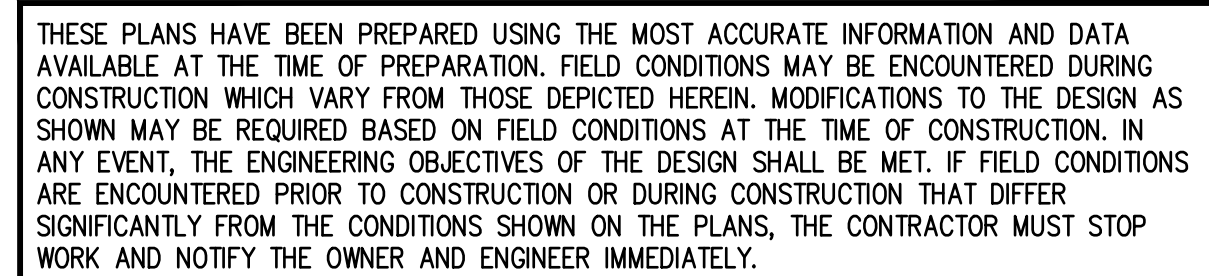 THESE PLANS HAVE BEEN PREPARED USING THE MOST ACCURATE INFORMATION AND DATA
AVAILABLE AT THE TIME OF PREPARATION. FIELD CONDITIONS MAY BE ENCOUNTERED DURING
CONSTRUCTION WHICH VARY FROM THOSE DEPICTED HEREIN. MODIFICATIONS TO THE DESIGN AS
SHOWN MAY BE REQUIRED BASED ON FIELD CONDITIONS AT THE TIME OF CONSTRUCTION. IN
ANY EVENT, THE ENGINEERING OBJECTIVES OF THE DESIGN SHALL BE MET. IF FIELD CONDITIONS
ARE ENCOUNTERED PRIOR TO CONSTRUCTION OR DURING CONSTRUCTION THAT DIFFER
SIGNIFICANTLY FROM THE CONDITIONS SHOWN ON THE PLANS, THE CONTRACTOR MUST STOP
WORK AND NOTIFY THE OWNER AND ENGINEER IMMEDIATELY.